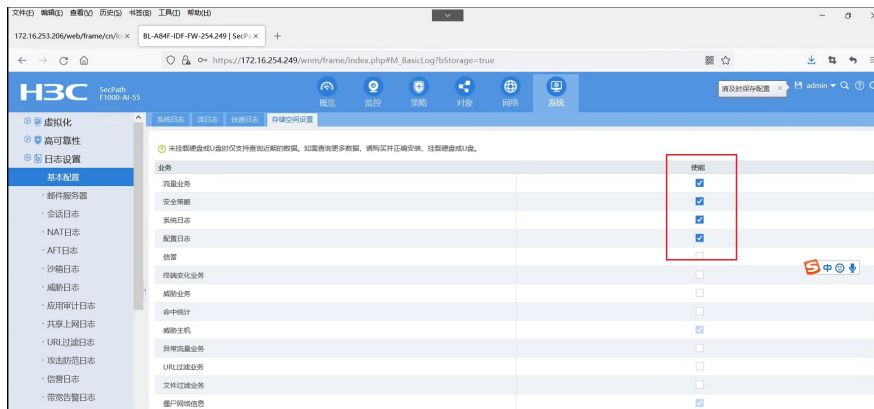 文件(F) 编辑(E) 查看(V) 历史(S) 书签(B) 工具(T) 帮助(H)
172.16.253.206/web/frame/cn/lo × BL-A84F-IDF-FW-254.249 | SecPa × +
https://172.16.254.249/wnm/frame/index.php#M_BasicLog?bStorage=true
H3C SecPath F1000-AI-55 概览 监控 策略 对象 网络 系统 请及时保存配置 × admin
虚拟化
高可靠性
日志设置
基本配置
邮件服务器
会话日志
NAT日志
AFT日志
沙箱日志
威胁日志
应用审计日志
共享上网日志
URL过滤日志
攻击防范日志
信誉日志
带宽告警日志
系统日志 流日志 快速日志 存储空间设置
未挂载硬盘或U盘时仅支持查询近期的数据。如需查询更多数据，请购买并正确安装、挂载硬盘或U盘。
业务 使能
流量业务
安全策略
系统日志
配置日志
信誉
终端变化业务
威胁业务
命中统计
威胁主机
异常流量业务
URL过滤业务
文件过滤业务
僵尸网络信息
S 中